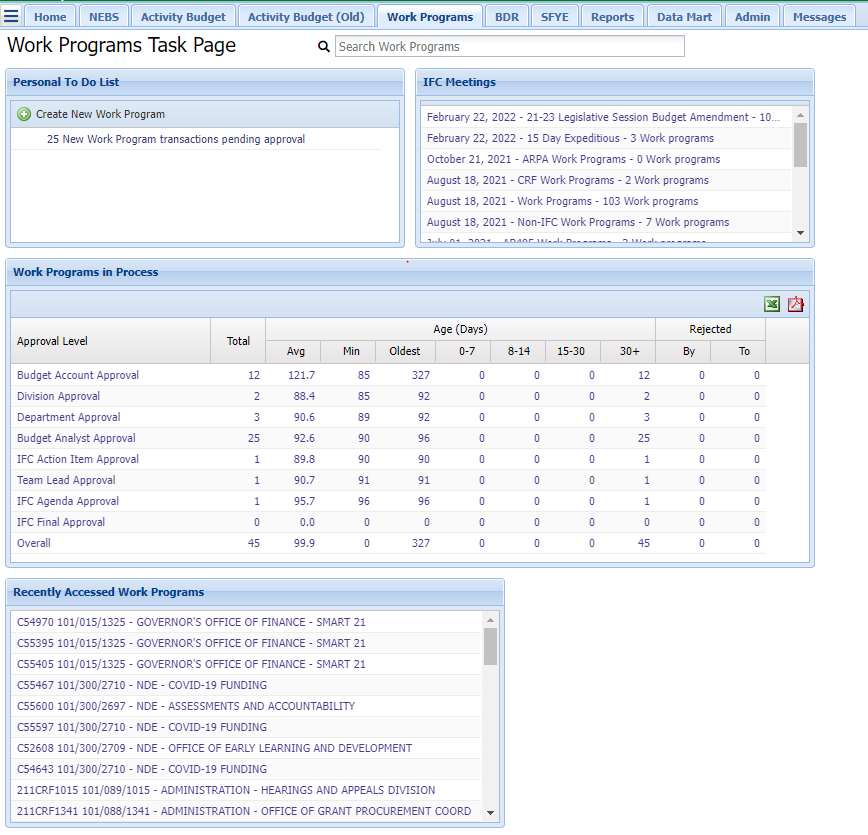 Home NEBS Activity Budget Activity Budget (Old) Work Programs BDR SFYE Reports Data Mart Admin Messages
Work Programs Task Page
Search Work Programs
Personal To Do List
Create New Work Program
25 New Work Program transactions pending approval
IFC Meetings
February 22, 2022 - 21-23 Legislative Session Budget Amendment - 10...
February 22, 2022 - 15 Day Expeditious - 3 Work programs
October 21, 2021 - ARPA Work Programs - 0 Work programs
August 18, 2021 - CRF Work Programs - 2 Work programs
August 18, 2021 - Work Programs - 103 Work programs
August 18, 2021 - Non-IFC Work Programs - 7 Work programs
July 01, 2021 - AB485 Work Programs - 2 Work programs
Work Programs in Process
Approval Level Total Age (Days) Rejected
Avg Min Oldest 0-7 8-14 15-30 30+ By To
Budget Account Approval 12 121.7 85 327 0 0 0 12 0 0
Division Approval 2 88.4 85 92 0 0 0 2 0 0
Department Approval 3 90.6 89 92 0 0 0 3 0 0
Budget Analyst Approval 25 92.6 90 96 0 0 0 25 0 0
IFC Action Item Approval 1 89.8 90 90 0 0 0 1 0 0
Team Lead Approval 1 90.7 91 91 0 0 0 1 0 0
IFC Agenda Approval 1 95.7 96 96 0 0 0 1 0 0
IFC Final Approval 0 0.0 0 0 0 0 0 0 0 0
Overall 45 99.9 0 327 0 0 0 45 0 0
Recently Accessed Work Programs
C54970 101/015/1325 - GOVERNOR'S OFFICE OF FINANCE - SMART 21
C55395 101/015/1325 - GOVERNOR'S OFFICE OF FINANCE - SMART 21
C55405 101/015/1325 - GOVERNOR'S OFFICE OF FINANCE - SMART 21
C55467 101/300/2710 - NDE - COVID-19 FUNDING
C55600 101/300/2697 - NDE - ASSESSMENTS AND ACCOUNTABILITY
C55597 101/300/2710 - NDE - COVID-19 FUNDING
C52608 101/300/2709 - NDE - OFFICE OF EARLY LEARNING AND DEVELOPMENT
C54643 101/300/2710 - NDE - COVID-19 FUNDING
211CRF1015 101/089/1015 - ADMINISTRATION - HEARINGS AND APPEALS DIVISION
211CRF1341 101/088/1341 - ADMINISTRATION - OFFICE OF GRANT PROCUREMENT COORD